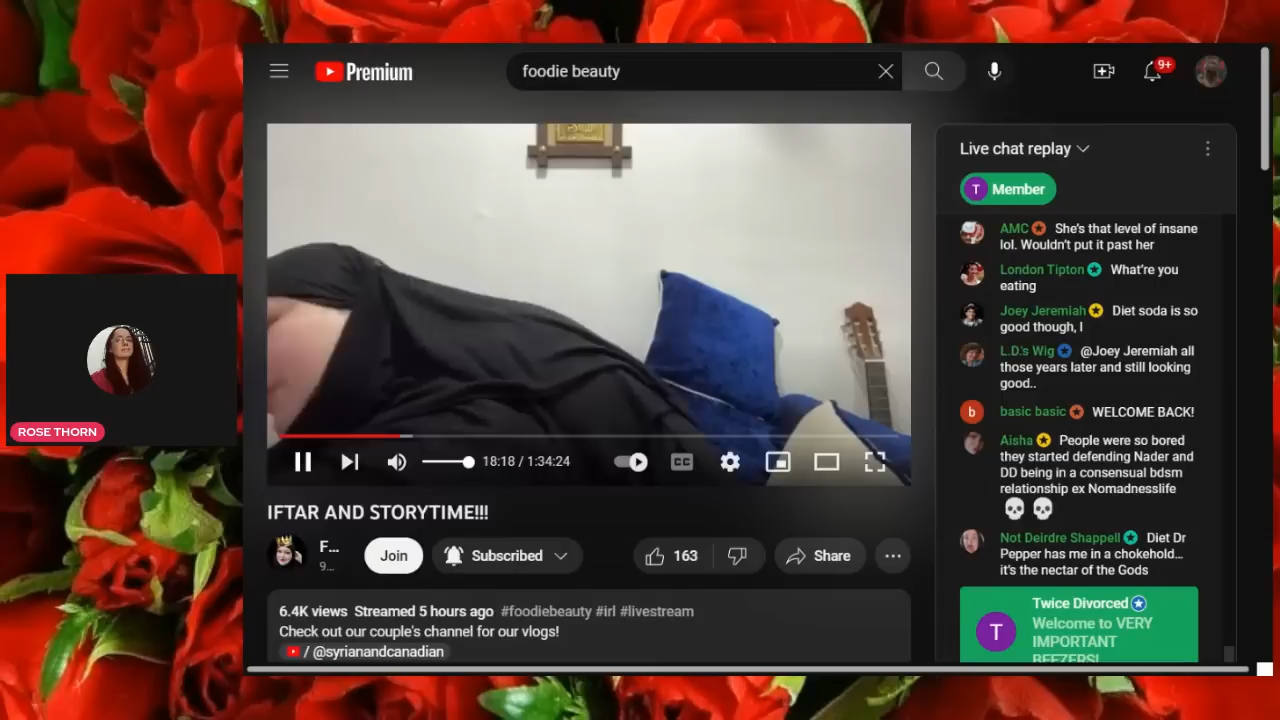 Premium
foodie beauty
9+
Live chat replay
T Member
AMC She's that level of insane
lol. Wouldn't put it past her
London Tipton What're you
eating
Joey Jeremiah Diet soda is so
good though, I
L.D.'s Wig @Joey Jeremiah all
those years later and still looking
good..
b basic basic WELCOME BACK!
Aisha People were so bored
they started defending Nader and
DD being in a consensual bdsm
relationship ex Nomadnesslife
Not Deirdre Shappell Diet Dr
Pepper has me in a chokehold...
it's the nectar of the Gods
T Twice Divorced
Welcome to VERY
IMPORTANT
BEEZERS!
ROSE THORN
18:18 / 1:34:24
CC
IFTAR AND STORYTIME!!!
F...
9...
Join
Subscribed
163
Share
6.4K views Streamed 5 hours ago #foodiebeauty #irl #livestream
Check out our couple's channel for our vlogs!
/ @syrianandcanadian